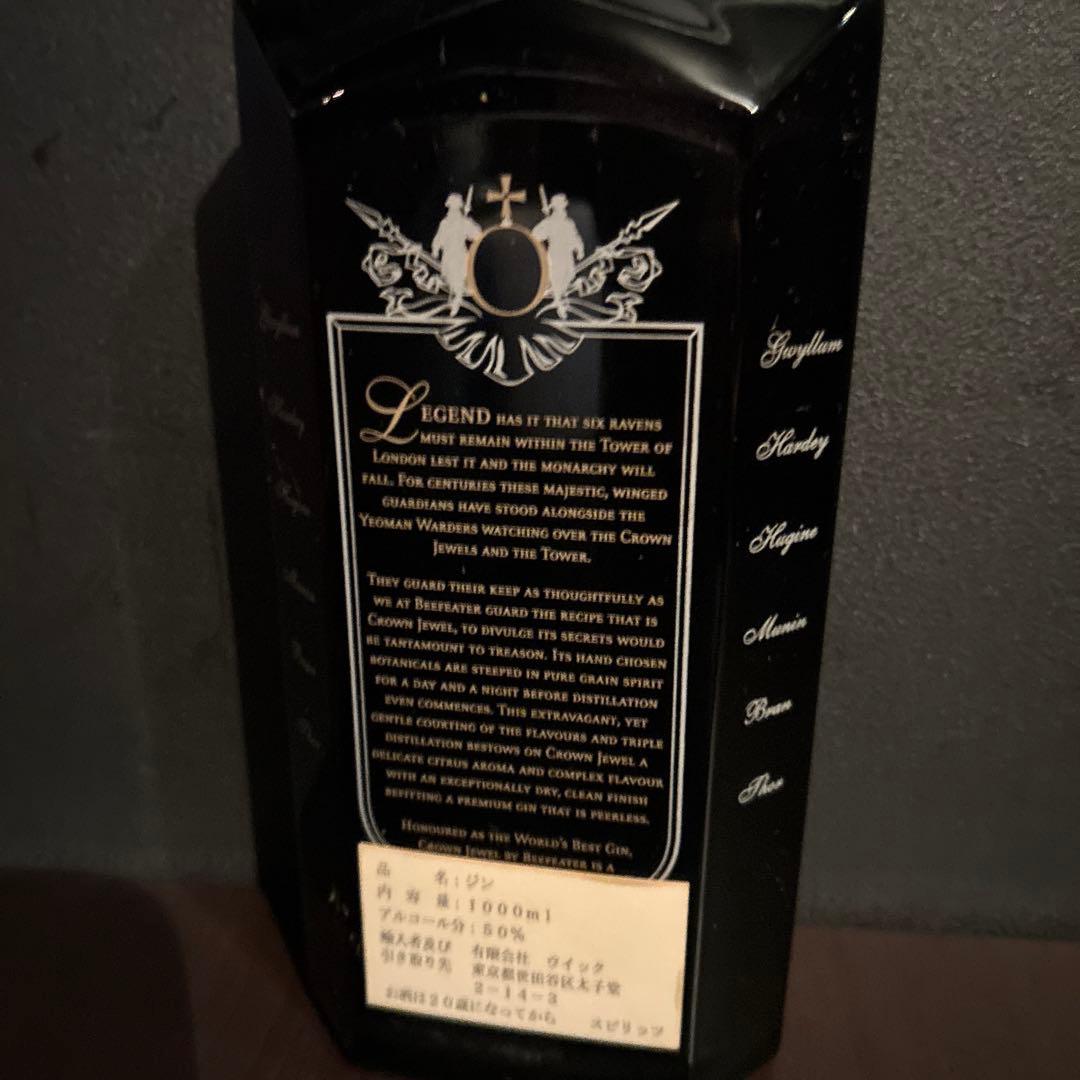 LEGEND HAS IT THAT SIX RAVENS
MUST REMAIN WITHIN THE TOWER OF
LONDON LEST IT AND THE MONARCHY WILL
FALL. FOR CENTURIES THESE MAJESTIC, WINGED
GUARDIANS HAVE STOOD ALONGSIDE THE
YEOMAN WARDERS WATCHING OVER THE CROWN
JEWELS AND THE TOWER.
THEY GUARD THEIR KEEP AS THOUGHTFULLY AS
WE AT BEEFEATER GUARD THE RECIPE THAT IS
CROWN JEWEL, TO DIVULGE ITS SECRETS WOULD
BE TANTAMOUNT TO TREASON. ITS HAND CHOSEN
BOTANICALS ARE STEEPED IN PURE GRAIN SPIRIT
FOR A DAY AND A NIGHT BEFORE DISTILLATION
EVEN COMMENCES. THIS EXTRAVAGANT, YET
GENTLE COURTING OF THE FLAVOURS AND TRIPLE
DISTILLATION BESTOWS ON CROWN JEWEL A
DELICATE CITRUS AROMA AND COMPLEX FLAVOUR
WITH AN EXCEPTIONALLY DRY, CLEAN FINISH
BEFITTING A PREMIUM GIN THAT IS PEERLESS.
HONOURED AS THE WORLD'S BEST GIN,
CROWN JEWEL BY BEEFEATER IS A
品 名:ジン
内 容 量:1000ml
アルコール分:50%
輸入者及び 有限会社 ウイック
引き取り先 東京都世田谷区太子堂
2-14-3
お酒は20歳になってから スピリッツ
Gwyllum
Hardey
Hugine
Munin
Bran
Thor